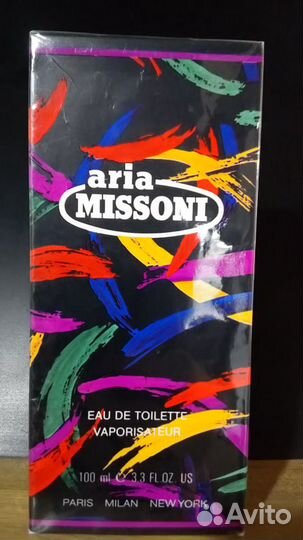 aria
MISSONI
EAU DE TOILETTE
VAPORISATEUR
100 ml ℮ 3.3 FL.OZ. US
PARIS MILAN NEW YORK
Avito